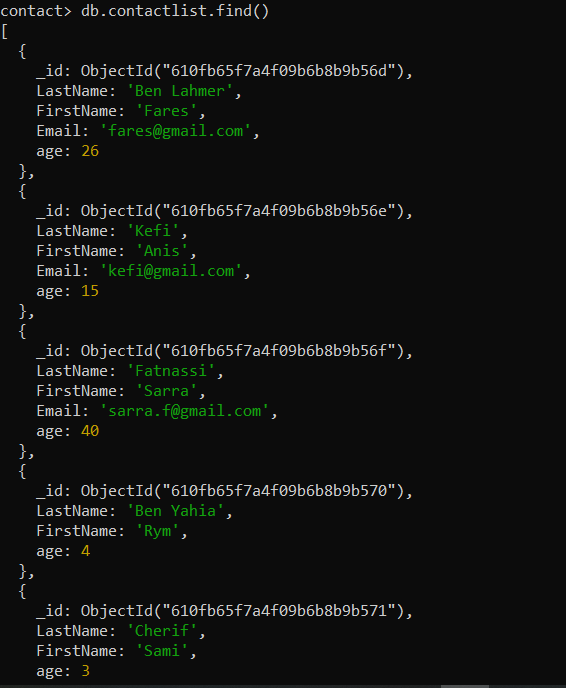 contact> db.contactlist.find()
[
  {
    _id: ObjectId("610fb65f7a4f09b6b8b9b56d"),
    LastName: 'Ben Lahmer',
    FirstName: 'Fares',
    Email: 'fares@gmail.com',
    age: 26
  },
  {
    _id: ObjectId("610fb65f7a4f09b6b8b9b56e"),
    LastName: 'Kefi',
    FirstName: 'Anis',
    Email: 'kefi@gmail.com',
    age: 15
  },
  {
    _id: ObjectId("610fb65f7a4f09b6b8b9b56f"),
    LastName: 'Fatnassi',
    FirstName: 'Sarra',
    Email: 'sarra.f@gmail.com',
    age: 40
  },
  {
    _id: ObjectId("610fb65f7a4f09b6b8b9b570"),
    LastName: 'Ben Yahia',
    FirstName: 'Rym',
    age: 4
  },
  {
    _id: ObjectId("610fb65f7a4f09b6b8b9b571"),
    LastName: 'Cherif',
    FirstName: 'Sami',
    age: 3